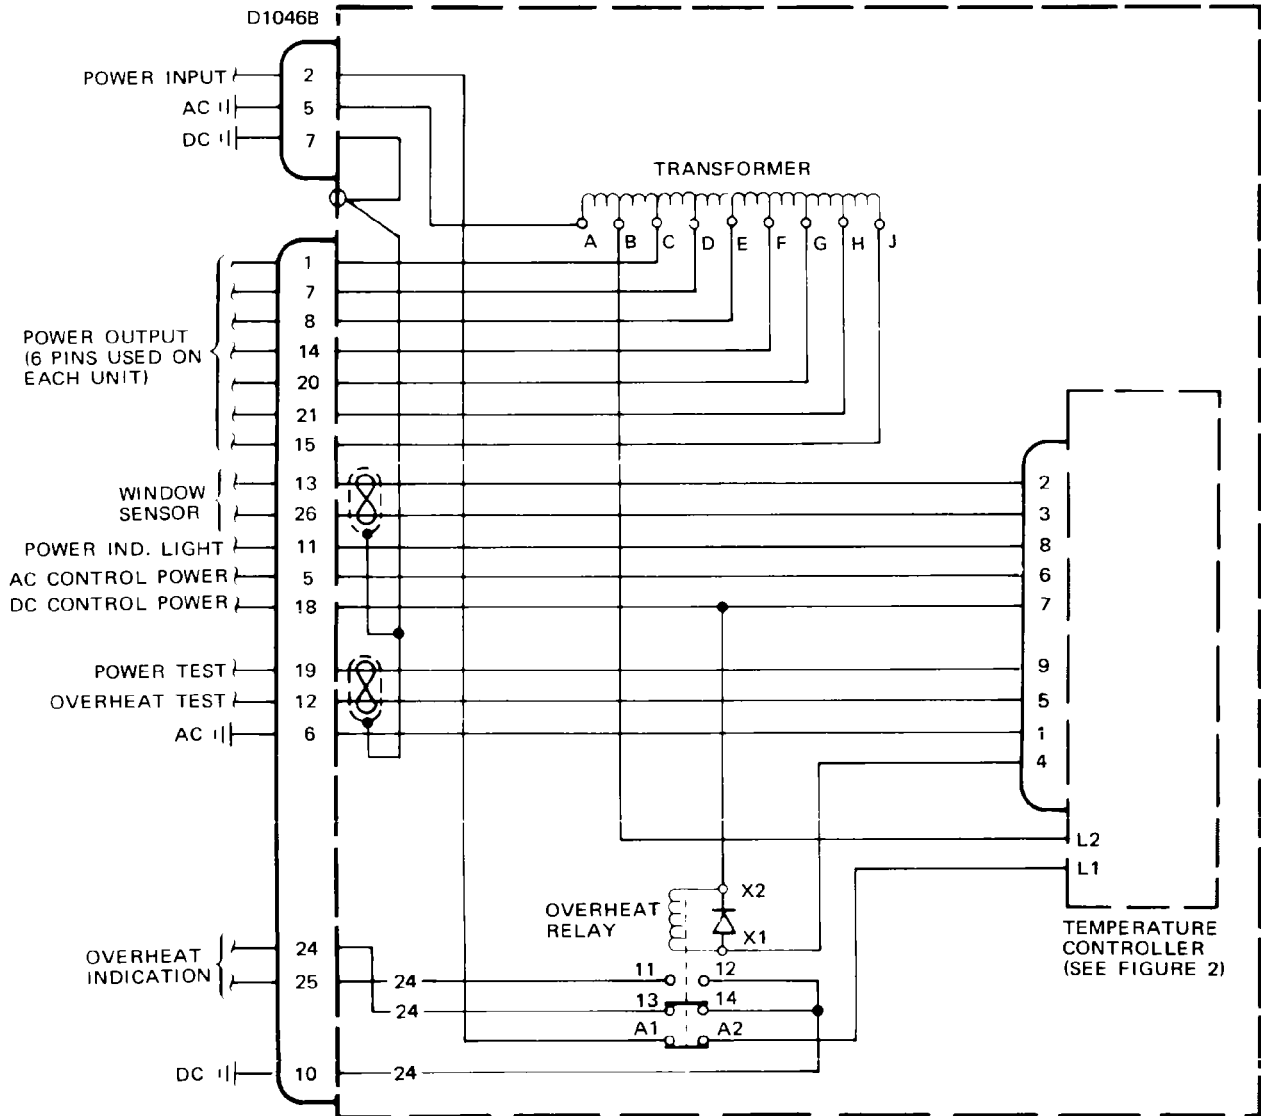 D1046B
POWER INPUT 2
AC 5
DC 7
TRANSFORMER
A B C D E F G H J
POWER OUTPUT
(6 PINS USED ON
EACH UNIT)
1
7
8
14
20
21
15
WINDOW
SENSOR
13 2
26 3
POWER IND. LIGHT 11 8
AC CONTROL POWER 5 6
DC CONTROL POWER 18 7
POWER TEST 19 9
OVERHEAT TEST 12 5
AC 6 1
4
L2
L1
TEMPERATURE
CONTROLLER
(SEE FIGURE 2)
OVERHEAT
RELAY
X2
X1
OVERHEAT
INDICATION
24
25 24 11 12
24 13 14
A1 A2
DC 10 24